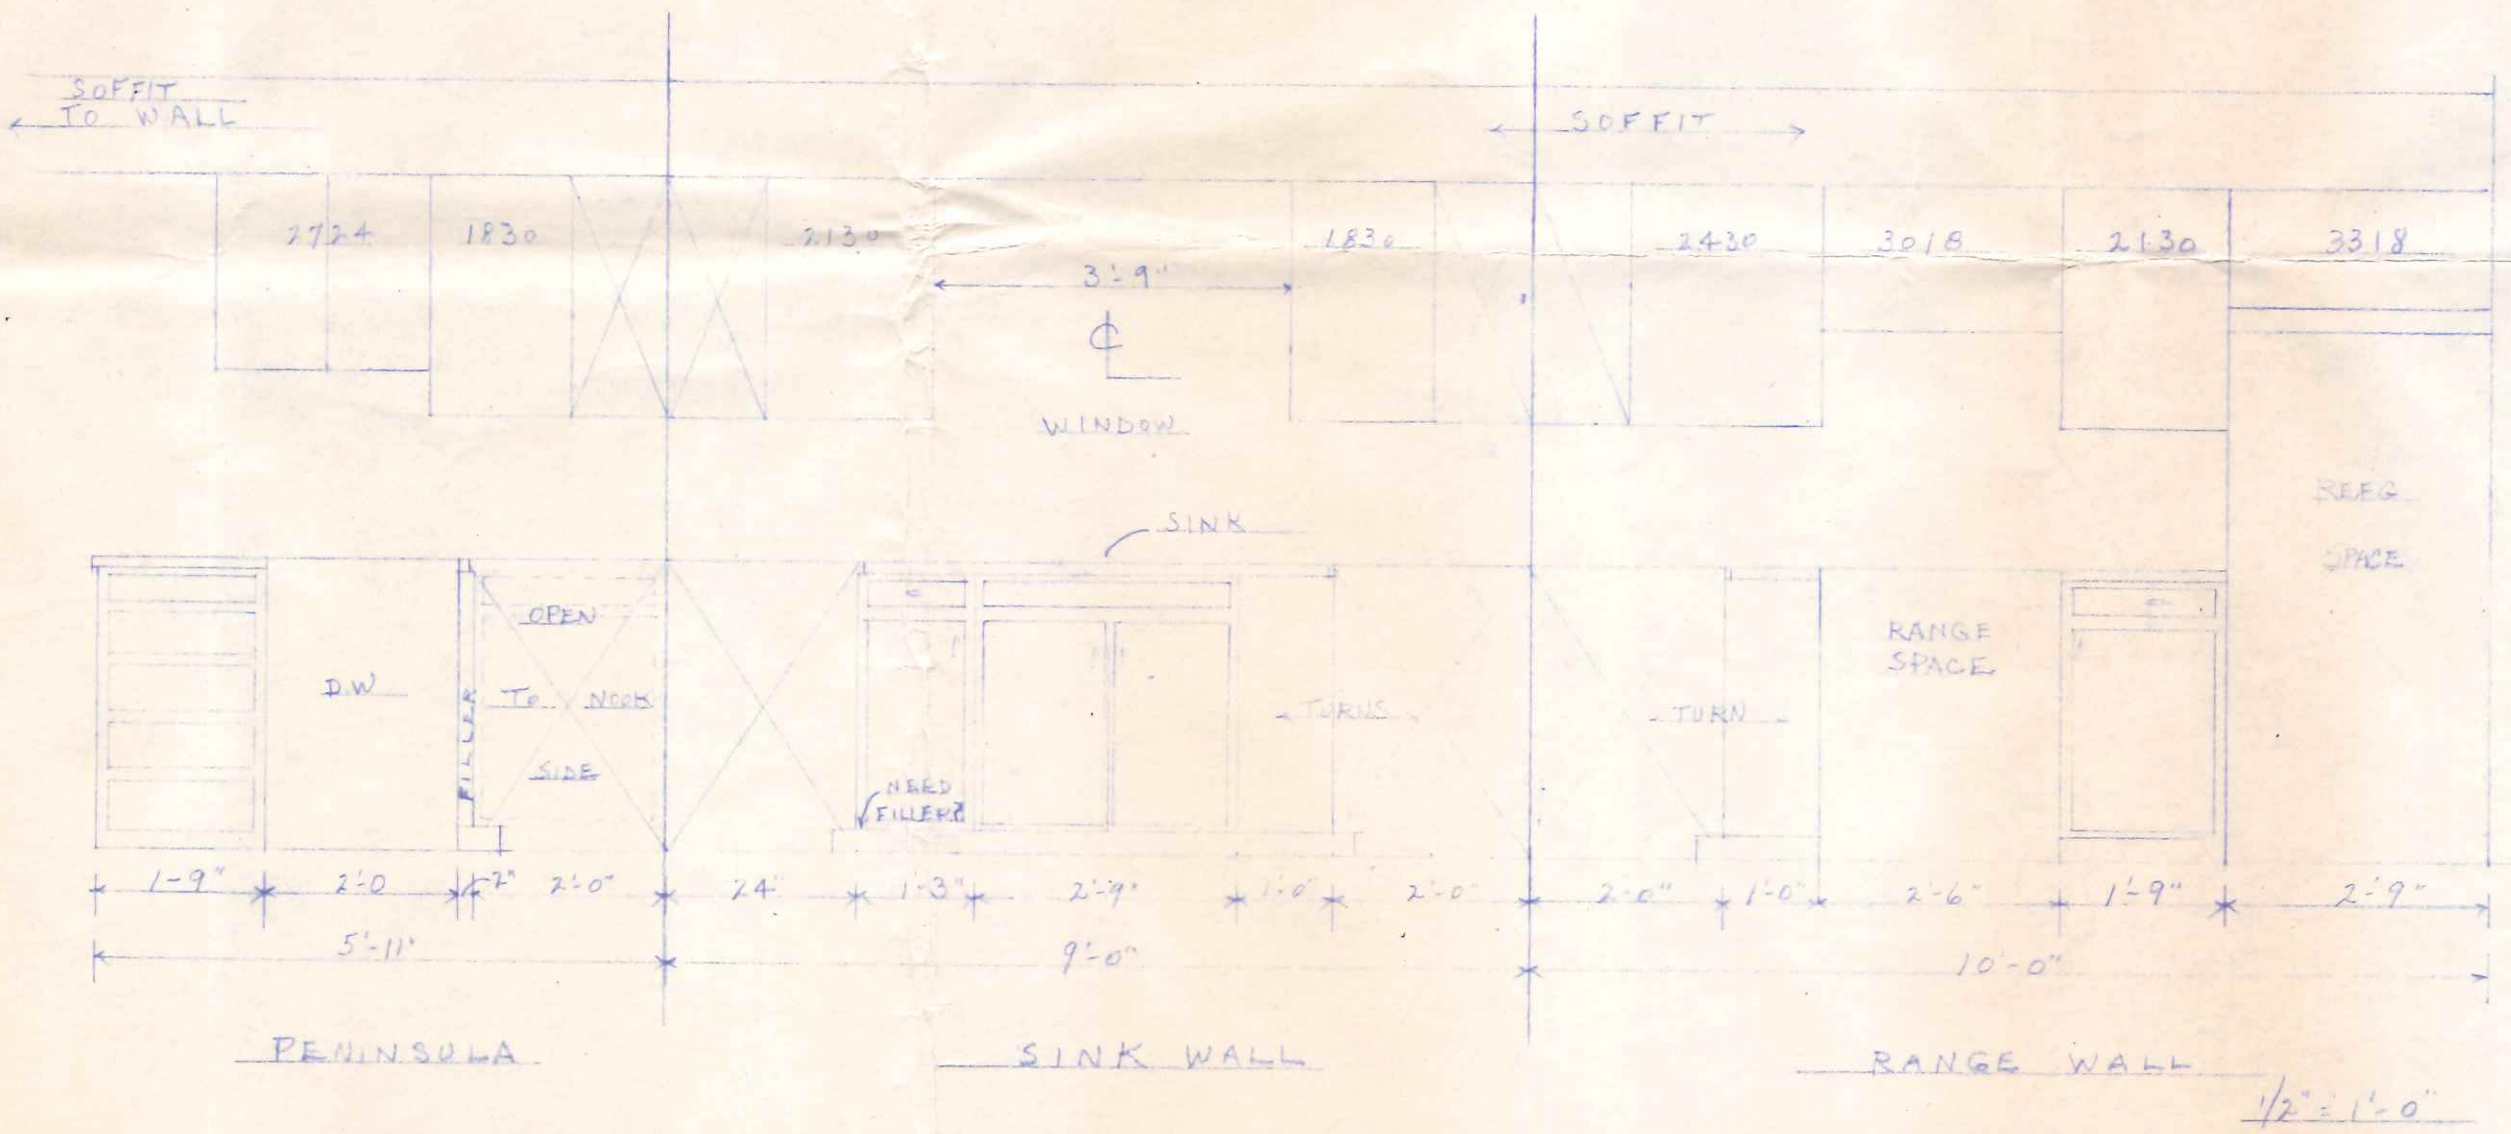 SOFFIT
TO WALL
SOFFIT
2724
1830
2130
1830
2430
3018
2130
3318
3'-9"
℄
WINDOW
REFG
SPACE
SINK
D.W
FILLER
OPEN
TO NOOK
SIDE
NEED
FILLER?
TURNS
TURN
RANGE
SPACE
1-9"
2'-0
2"
2'-0"
24"
1'-3"
2'-9"
1'-0"
2'-0"
2'-0"
1'-0"
2'-6"
1'-9"
2'-9"
5'-11"
9'-0"
10'-0"
PENINSULA
SINK WALL
RANGE WALL
1/2" = 1'-0"